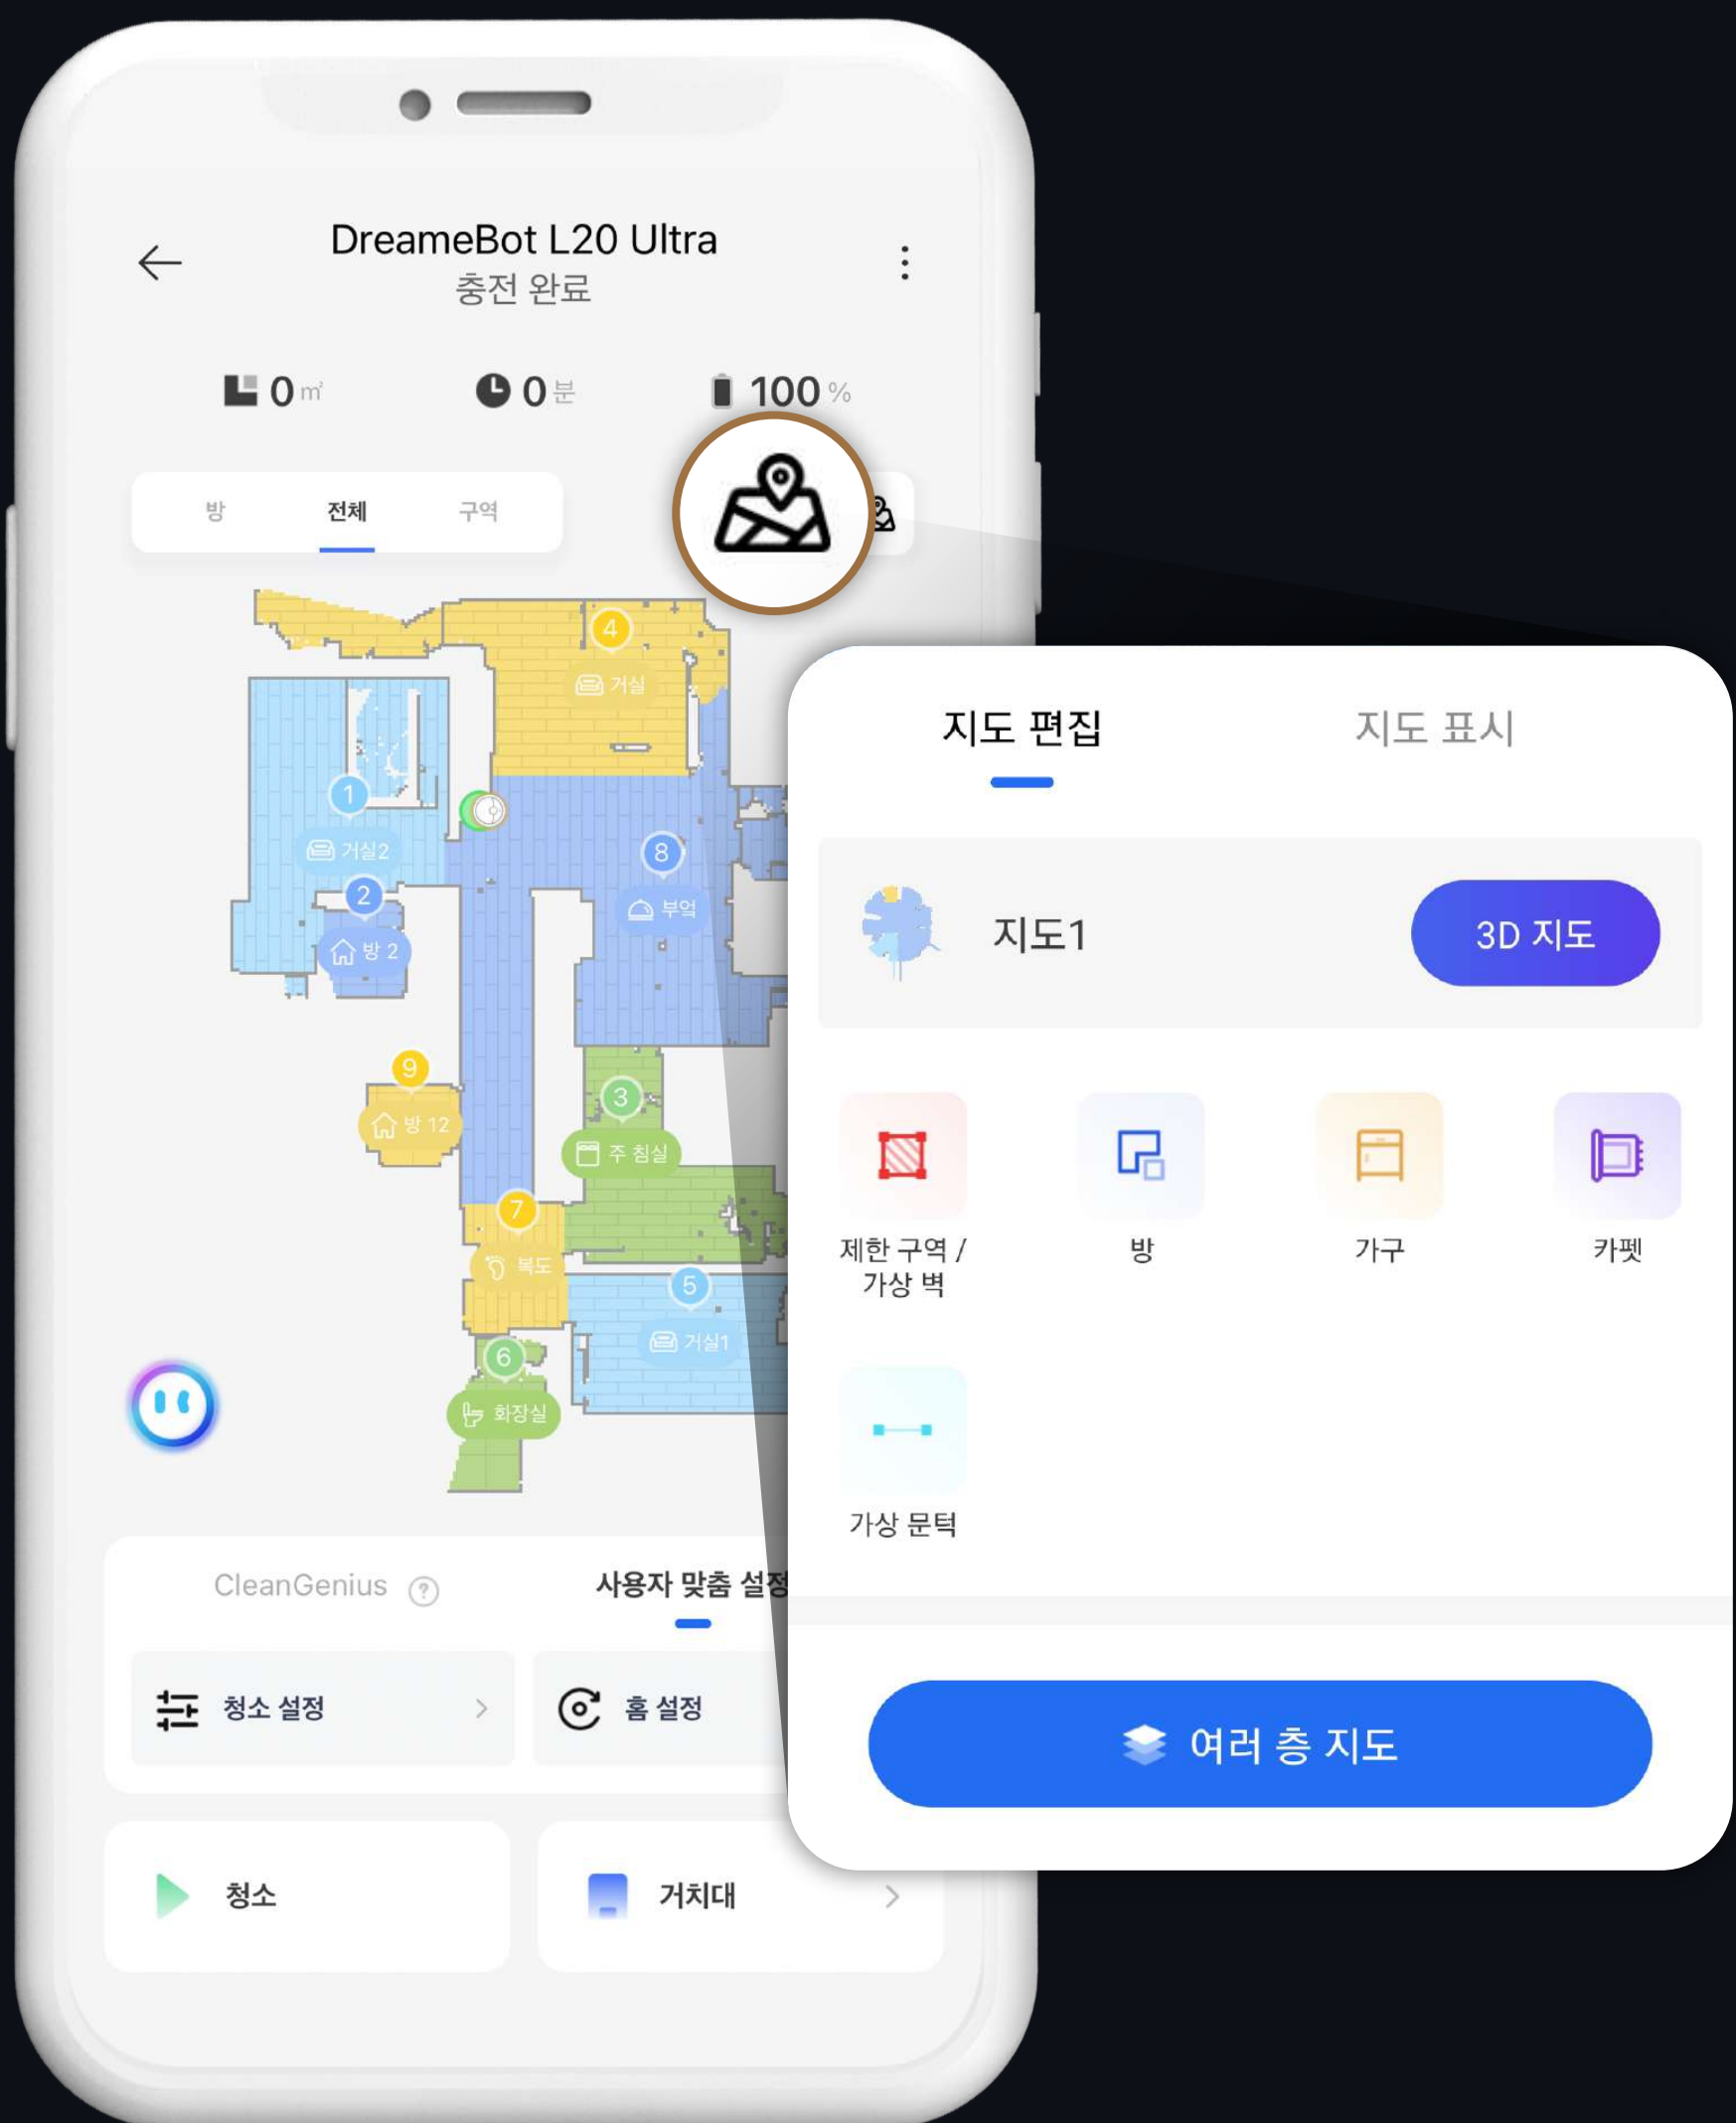 DreameBot L20 Ultra
충전 완료
0 ㎡
0 분
100 %
방 전체 구역
4
거실
1
거실2
2
방 2
8
부엌
9
방 12
3
주 침실
7
복도
5
거실1
6
화장실
CleanGenius ?
사용자 맞춤 설정
청소 설정
홈 설정
청소
거치대
지도 편집
지도 표시
지도1
3D 지도
제한 구역 /
가상 벽
방
가구
카펫
가상 문턱
여러 층 지도